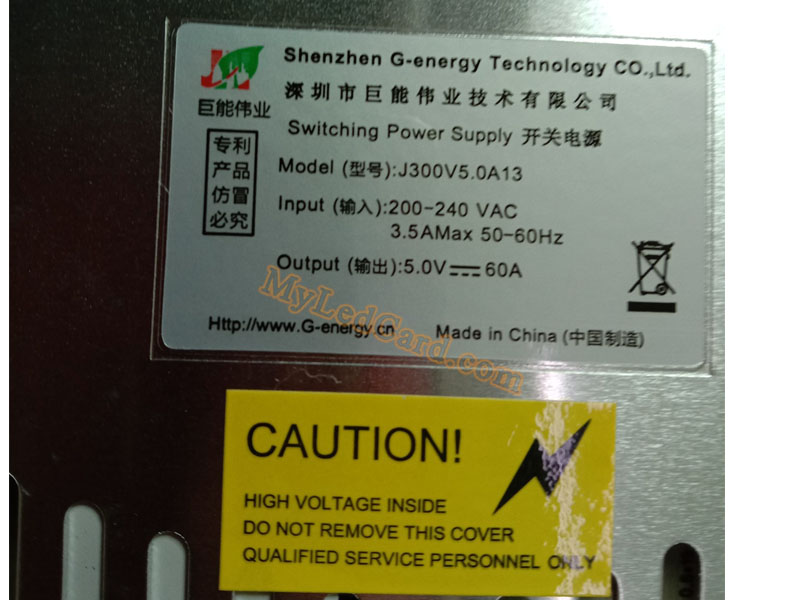 Shenzhen G-energy Technology CO.,Ltd.
深圳市巨能伟业技术有限公司
巨能伟业
Switching Power Supply 开关电源
专利
产品
仿冒
必究
Model (型号):J300V5.0A13
Input (输入):200-240 VAC
3.5AMax 50-60Hz
Output (输出):5.0V⎓60A
MyLedCard.com
Http://www.G-energy.cn Made in China (中国制造)
CAUTION!
HIGH VOLTAGE INSIDE
DO NOT REMOVE THIS COVER
QUALIFIED SERVICE PERSONNEL ONLY